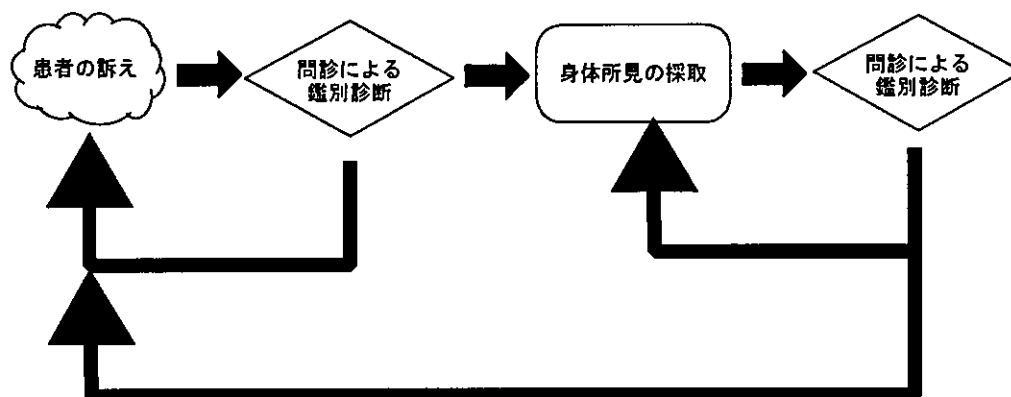 患者の訴え
問診による
鑑別診断
身体所見の採取
問診による
鑑別診断